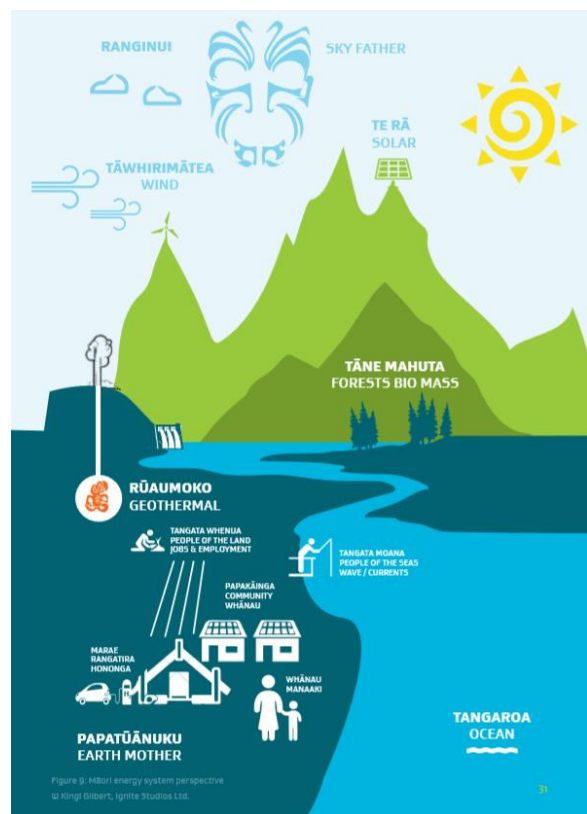 RANGINUI
SKY FATHER
TE RĀ
SOLAR
TĀWHIRIMĀTEA
WIND
TĀNE MAHUTA
FORESTS BIO MASS
RŪAUMOKO
GEOTHERMAL
TANGATA WHENUA
PEOPLE OF THE LAND
JOBS & EMPLOYMENT
TANGATA MOANA
PEOPLE OF THE SEAS
WAVE / CURRENTS
PAPAKĀINGA
COMMUNITY
WHĀNAU
MARAE
RANGATIRA
HONONGA
WHĀNAU
MANAAKI
TANGAROA
OCEAN
PAPATŪĀNUKU
EARTH MOTHER
Figure 9: Māori energy system perspective
© Kingi Gilbert, Ignite Studios Ltd.
31